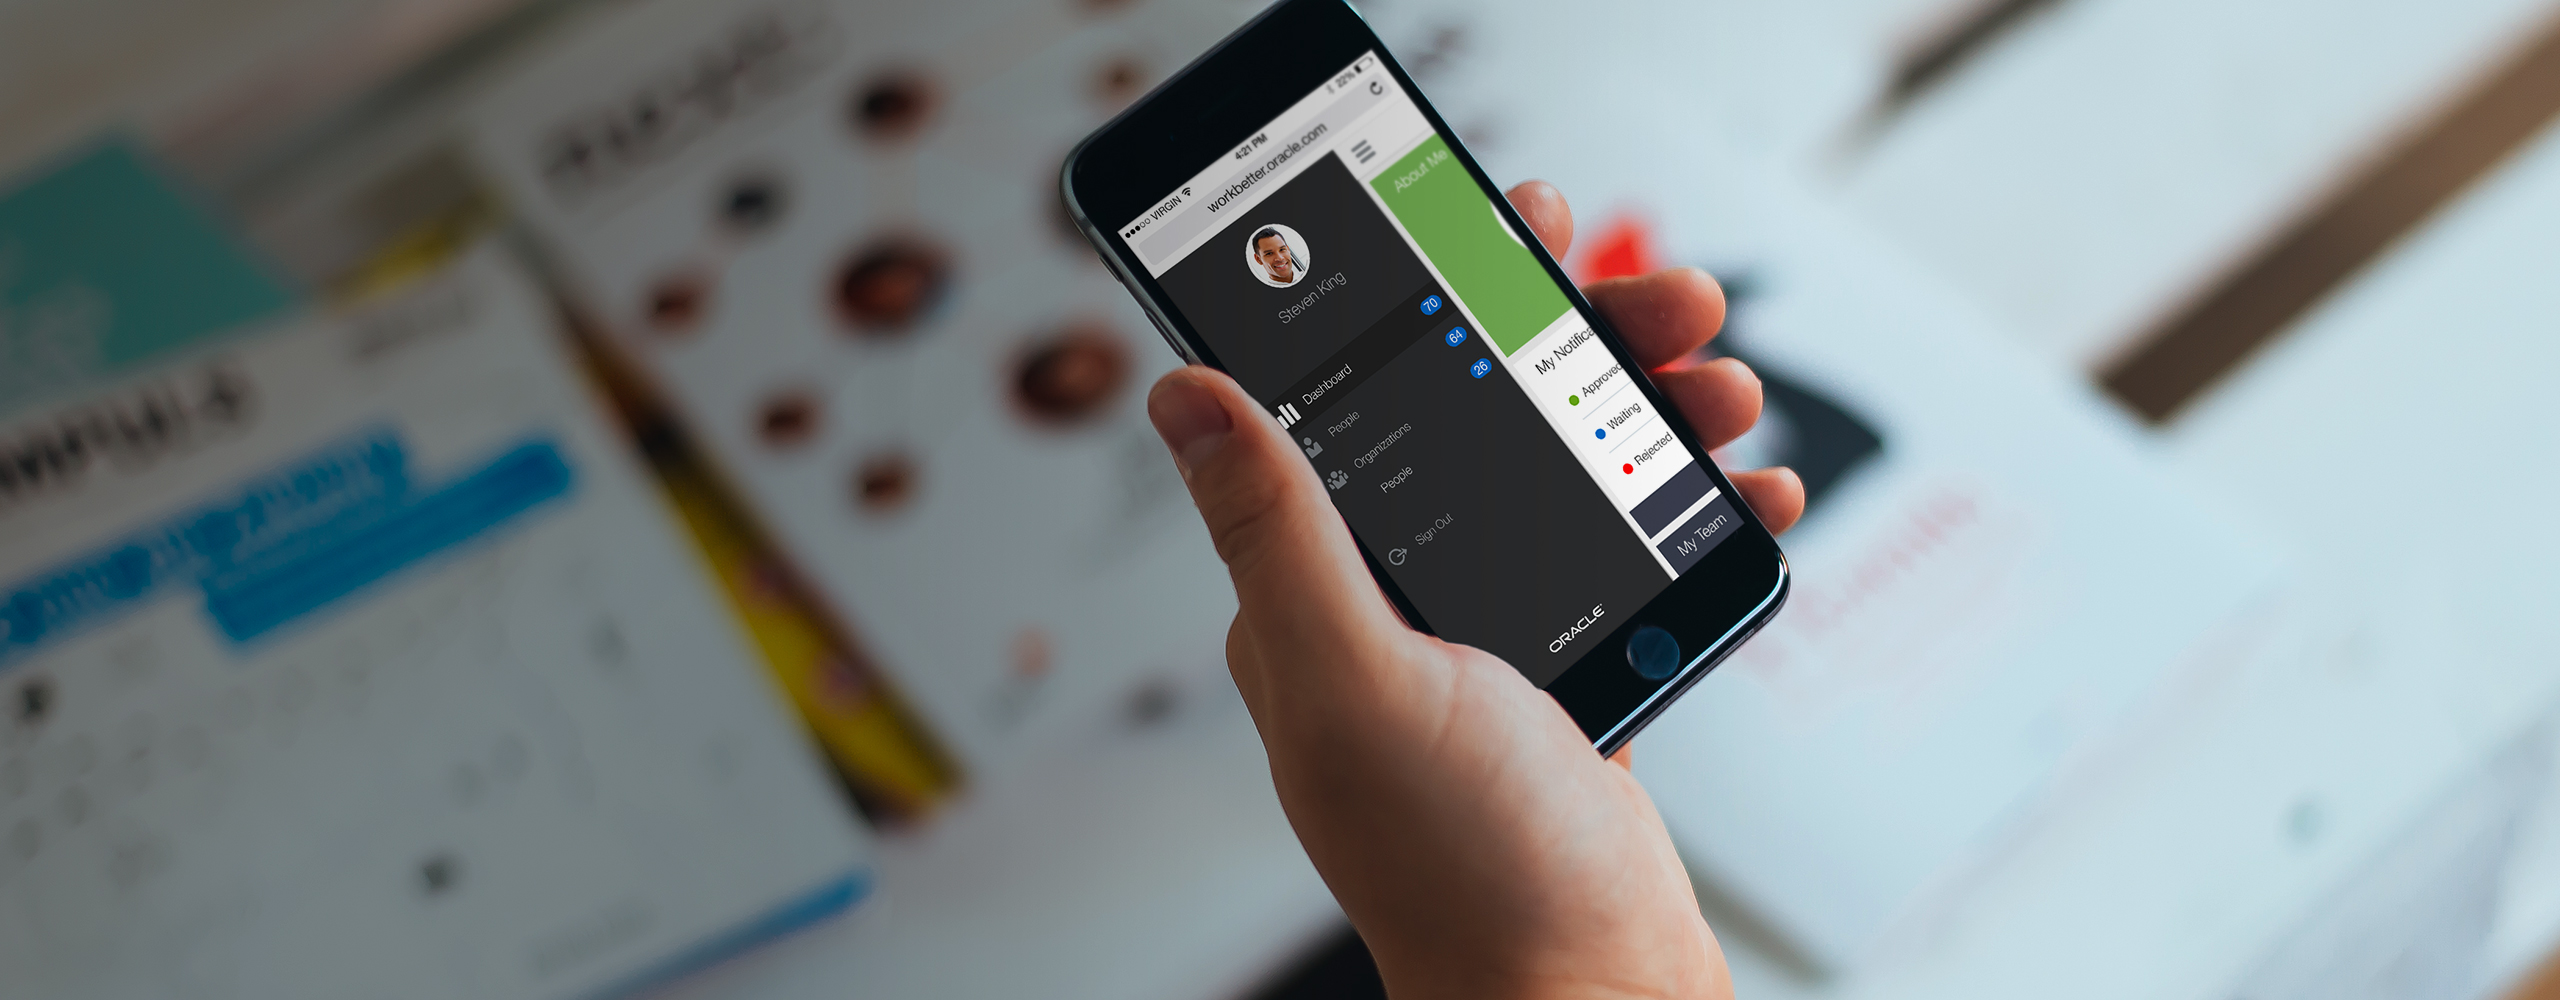 VIRGIN 4:21 PM 22%
workbetter.oracle.com
Steven King
70
Dashboard 64
People 26
Organizations
People
Sign Out
ORACLE
About Me
My Notifica
Approved
Waiting
Rejected
My Team